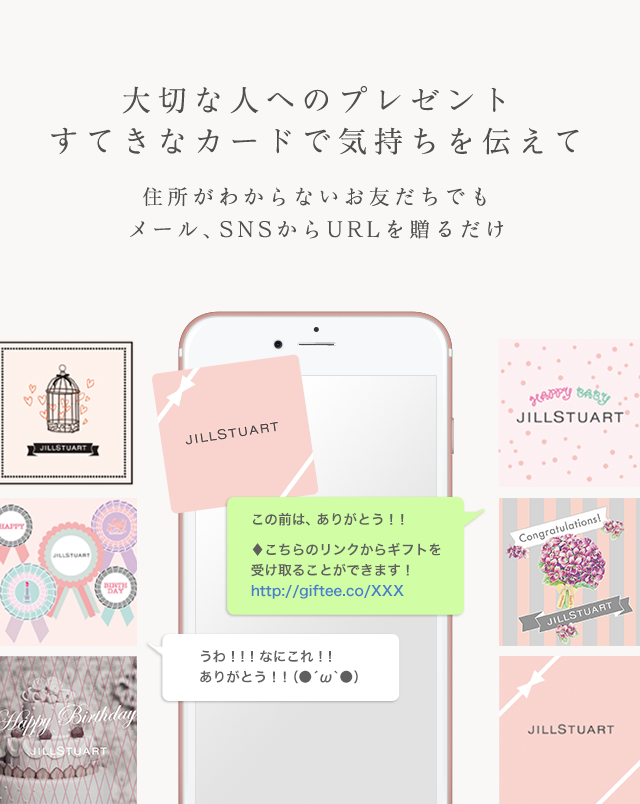 大切な人へのプレゼント
すてきなカードで気持ちを伝えて
住所がわからないお友だちでも
メール、SNSからURLを贈るだけ
JILLSTUART
HAPPY
JILLSTUART
BIRTH
DAY
Happy Birthday
JILLSTUART
JILLSTUART
この前は、ありがとう！！
♦こちらのリンクからギフトを
受け取ることができます！
http://giftee.co/XXX
うわ！！！なにこれ！！
ありがとう！！(●´ω`●)
HAPPY BABY
JILLSTUART
Congratulations!
JILLSTUART
JILLSTUART